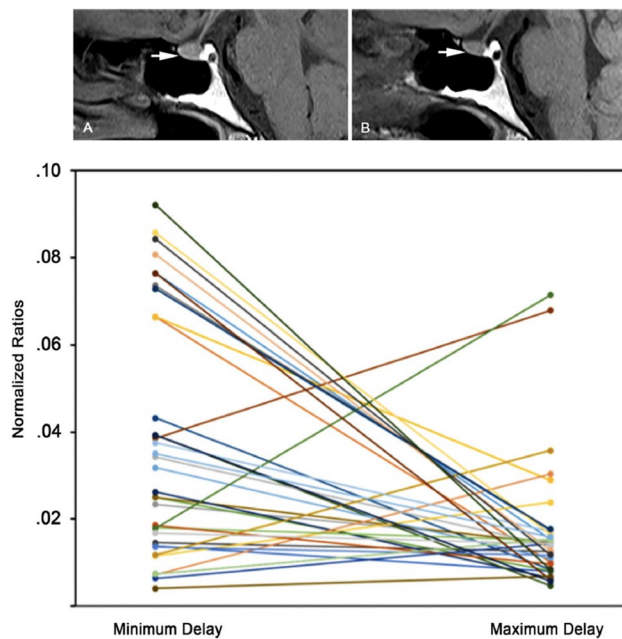 A
B
.10
.08
.06
.04
.02
Normalized Ratios
Minimum Delay
Maximum Delay